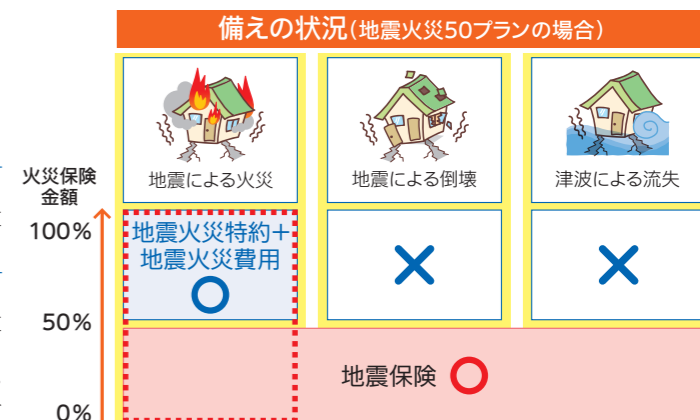 備えの状況(地震火災50プランの場合)
地震による火災
地震による倒壊
津波による流失
火災保険
金額
100%
地震火災特約+
地震火災費用
50%
地震保険
0%